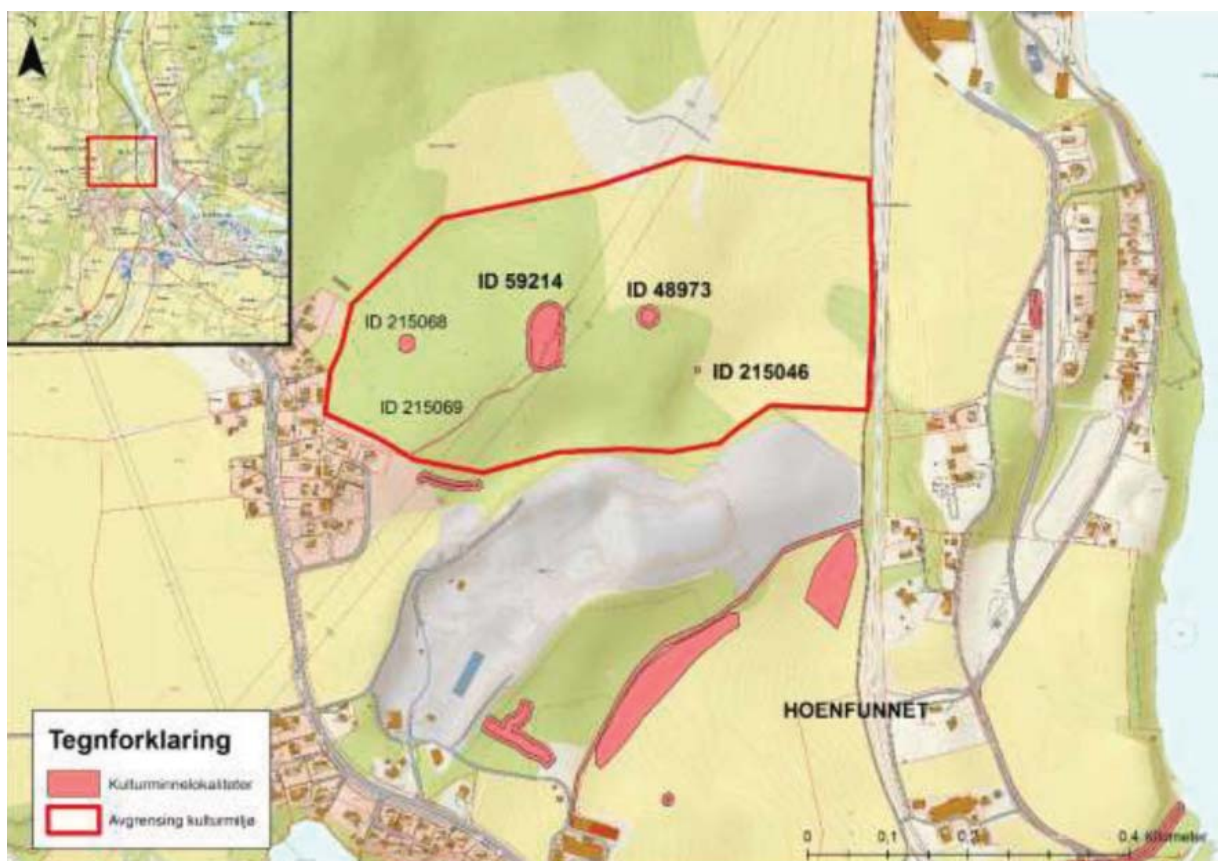 ID 59214
ID 48973
ID 215068
ID 215046
ID 215069
HOENFUNNET
Tegnforklaring
Kulturminnelokaliteter
Avgrensing kulturmiljø
0 0,1 0,2 0,4 Kilometer